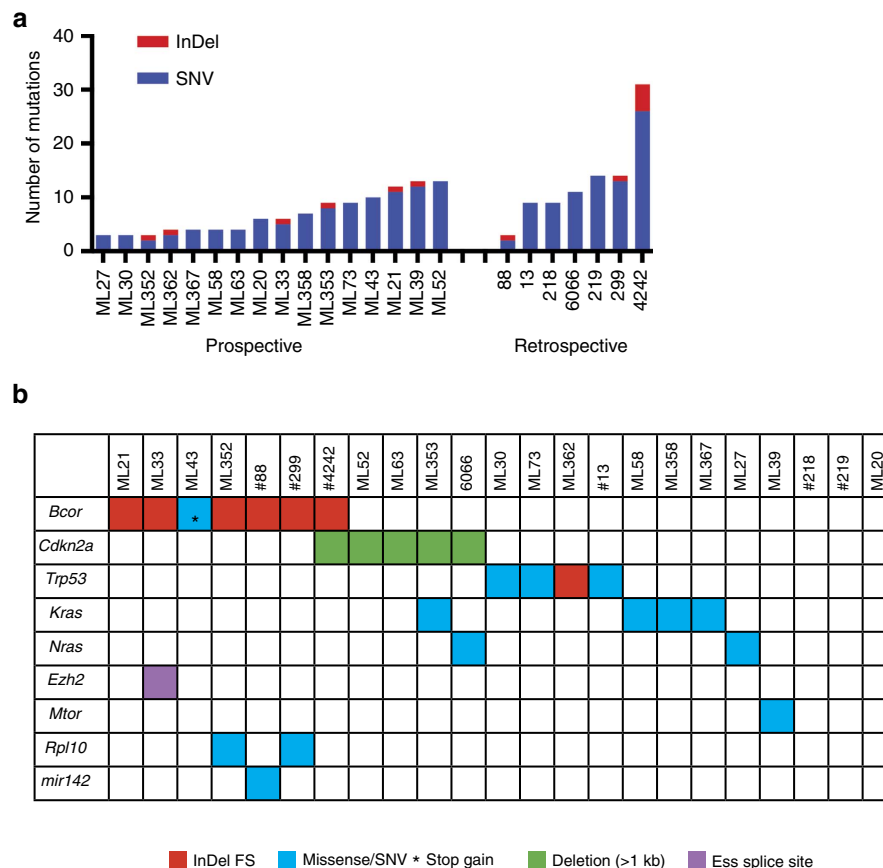 a
40
30
20
10
0
Number of mutations
InDel
SNV
ML27 ML30 ML352 ML362 ML367 ML58 ML63 ML20 ML33 ML358 ML353 ML73 ML43 ML21 ML39 ML52 88 13 218 6066 219 299 4242
Prospective Retrospective
b
ML21 ML33 ML43 ML352 #88 #299 #4242 ML52 ML63 ML353 6066 ML30 ML73 ML362 #13 ML58 ML358 ML367 ML27 ML39 #218 #219 ML20
Bcor *
Cdkn2a
Trp53
Kras
Nras
Ezh2
Mtor
Rpl10
mir142
InDel FS Missense/SNV * Stop gain Deletion (>1 kb) Ess splice site